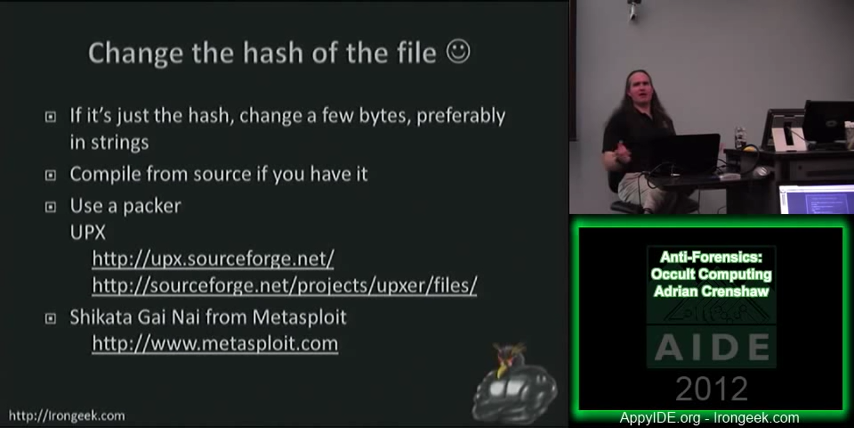 Change the hash of the file ☺
If it's just the hash, change a few bytes, preferably
in strings
Compile from source if you have it
Use a packer
UPX
http://upx.sourceforge.net/
http://sourceforge.net/projects/upxer/files/
Shikata Gai Nai from Metasploit
http://www.metasploit.com
http://Irongeek.com
Anti-Forensics:
Occult Computing
Adrian Crenshaw
AIDE
2012
AppyIDE.org - Irongeek.com